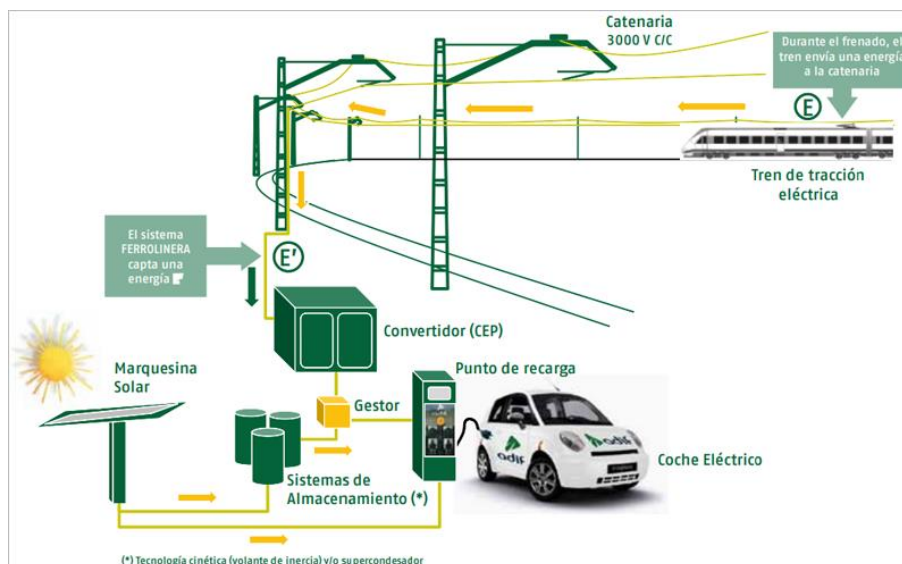 Catenaria
3000 V C/C
Durante el frenado, el
tren envía una energía
a la catenaria
E
Tren de tracción
eléctrica
El sistema
FERROLINERA
capta una
energía
E'
Convertidor (CEP)
Marquesina
Solar
Punto de recarga
Gestor
adif
adif
Coche Eléctrico
Sistemas de
Almacenamiento (*)
(*) Tecnología cinética (volante de inercia) y/o supercondesador